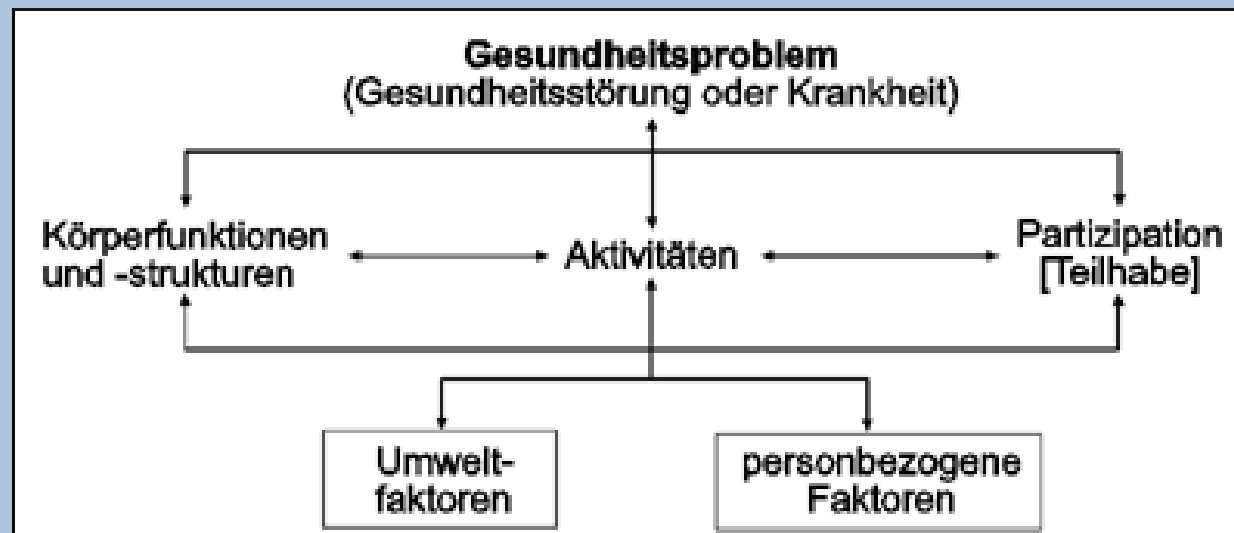 Gesundheitsproblem
(Gesundheitsstörung oder Krankheit)
Körperfunktionen
und -strukturen
Aktivitäten
Partizipation
[Teilhabe]
Umwelt-
faktoren
personbezogene
Faktoren